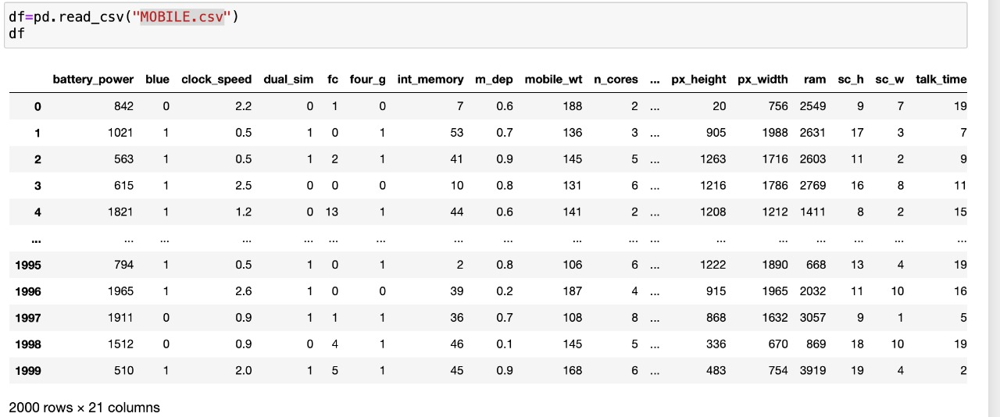 df=pd.read_csv("MOBILE.csv")
df
battery_power blue clock_speed dual_sim fc four_g int_memory m_dep mobile_wt n_cores ... px_height px_width ram sc_h sc_w talk_time
0 842 0 2.2 0 1 0 7 0.6 188 2 ... 20 756 2549 9 7 19
1 1021 1 0.5 1 0 1 53 0.7 136 3 ... 905 1988 2631 17 3 7
2 563 1 0.5 1 2 1 41 0.9 145 5 ... 1263 1716 2603 11 2 9
3 615 1 2.5 0 0 0 10 0.8 131 6 ... 1216 1786 2769 16 8 11
4 1821 1 1.2 0 13 1 44 0.6 141 2 ... 1208 1212 1411 8 2 15
... ... ... ... ... ... ... ... ... ... ... ... ... ... ... ... ...
1995 794 1 0.5 1 0 1 2 0.8 106 6 ... 1222 1890 668 13 4 19
1996 1965 1 2.6 1 0 0 39 0.2 187 4 ... 915 1965 2032 11 10 16
1997 1911 0 0.9 1 1 1 36 0.7 108 8 ... 868 1632 3057 9 1 5
1998 1512 0 0.9 0 4 1 46 0.1 145 5 ... 336 670 869 18 10 19
1999 510 1 2.0 1 5 1 45 0.9 168 6 ... 483 754 3919 19 4 2
2000 rows × 21 columns